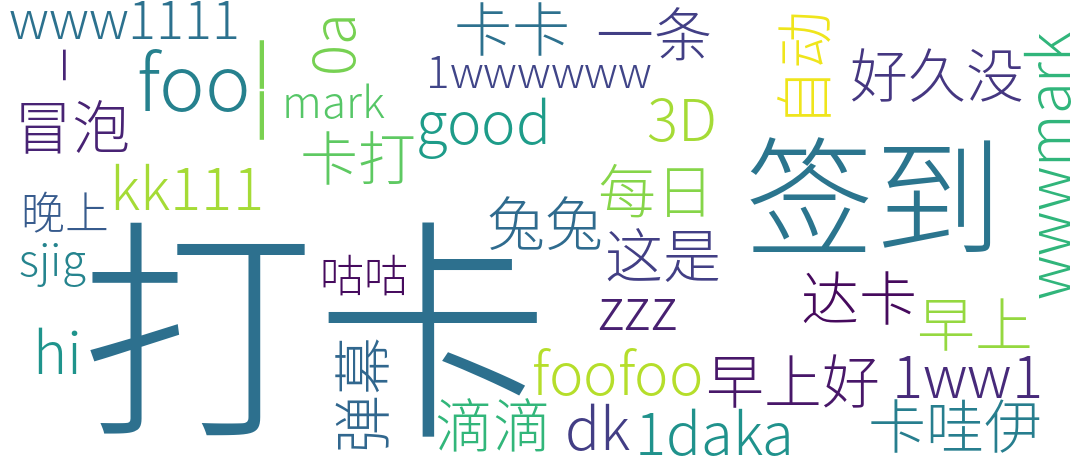 www1111
卡卡
一条
0a
自动
好久没
wwwmark
一
foo
1wwwwww
冒泡
mark
good
3D
卡打
签到
kk111
每日
晚上
兔兔
这是
sjig
打卡
咕咕
zzz
达卡
早上
hi
弹幕
foofoo
早上好
1ww1
滴滴
dk
1daka
卡哇伊